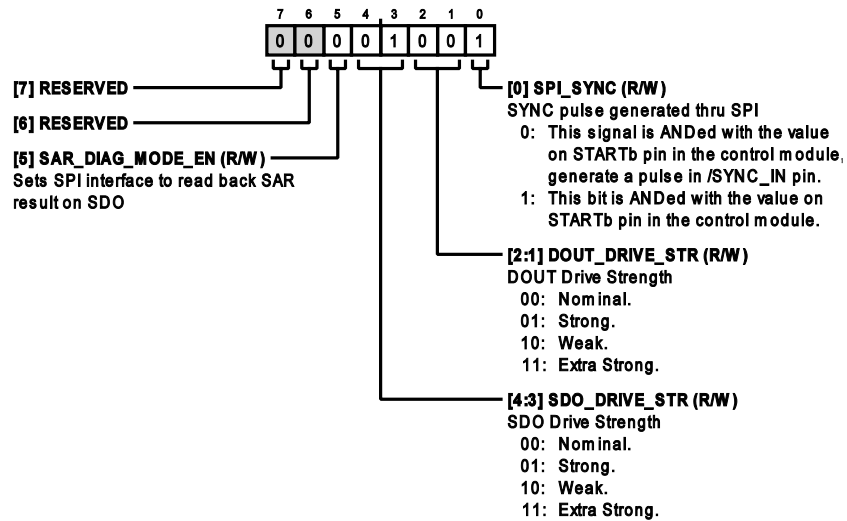 7 6 5 4 3 2 1 0
0 0 0 0 1 0 0 1
[7] RESERVED
[6] RESERVED
[5] SAR_DIAG_MODE_EN (R/W)
Sets SPI interface to read back SAR
result on SDO
[0] SPI_SYNC (R/W)
SYNC pulse generated thru SPI
0: This signal is ANDed with the value
on STARTb pin in the control module,
generate a pulse in /SYNC_IN pin.
1: This bit is ANDed with the value on
STARTb pin in the control module.
[2:1] DOUT_DRIVE_STR (R/W)
DOUT Drive Strength
00: Nominal.
01: Strong.
10: Weak.
11: Extra Strong.
[4:3] SDO_DRIVE_STR (R/W)
SDO Drive Strength
00: Nominal.
01: Strong.
10: Weak.
11: Extra Strong.